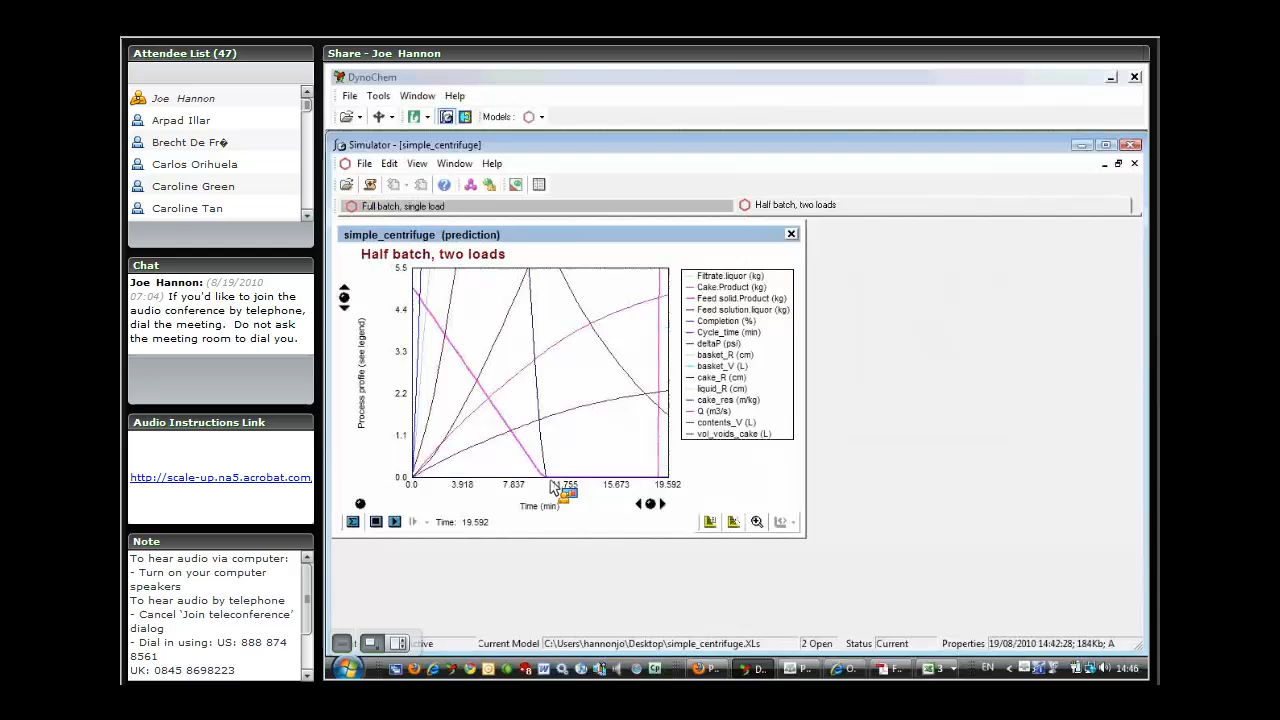 Attendee List (47)
Joe Hannon
Arpad Illar
Brecht De Fr�
Carlos Orihuela
Caroline Green
Caroline Tan
Chat
Joe Hannon: (8/19/2010
07:04) If you'd like to join the
audio conference by telephone,
dial the meeting. Do not ask
the meeting room to dial you.
Audio Instructions Link
http://scale-up.na5.acrobat.com
Note
To hear audio via computer:
- Turn on your computer
speakers
To hear audio by telephone
- Cancel 'Join teleconference'
dialog
- Dial in using: US: 888 874
8561
UK: 0845 8698223
Share - Joe Hannon
DynoChem
File Tools Window Help
Models :
Simulator - [simple_centrifuge]
File Edit View Window Help
Full batch, single load
Half batch, two loads
simple_centrifuge (prediction)
Half batch, two loads
Process profile (see legend)
5.5
4.4
3.3
2.2
1.1
0.0
0.0 3.918 7.837 11.755 15.673 19.592
Time (min)
Time: 19.592
Filtrate.liquor (kg)
Cake.Product (kg)
Feed solid.Product (kg)
Feed solution.liquor (kg)
Completion (%)
Cycle_time (min)
deltaP (psi)
basket_R (cm)
basket_V (L)
cake_R (cm)
liquid_R (cm)
cake_res (m/kg)
Q (m3/s)
contents_V (L)
vol_voids_cake (L)
Current Model C:\Users\hannonjo\Desktop\simple_centrifuge.XLs 2 Open Status Current Properties 19/08/2010 14:42:28; 184Kb; A
P... D... P... O... F... 3 EN 14:46